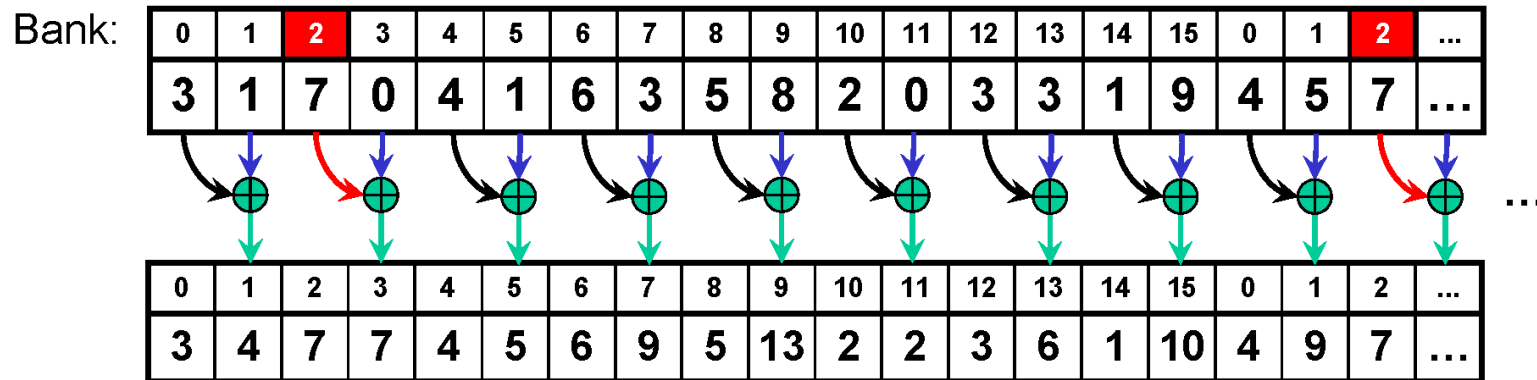 Bank: 0 1 2 3 4 5 6 7 8 9 10 11 12 13 14 15 0 1 2 ...
3 1 7 0 4 1 6 3 5 8 2 0 3 3 1 9 4 5 7 ...
...
0 1 2 3 4 5 6 7 8 9 10 11 12 13 14 15 0 1 2 ...
3 4 7 7 4 5 6 9 5 13 2 2 3 6 1 10 4 9 7 ...